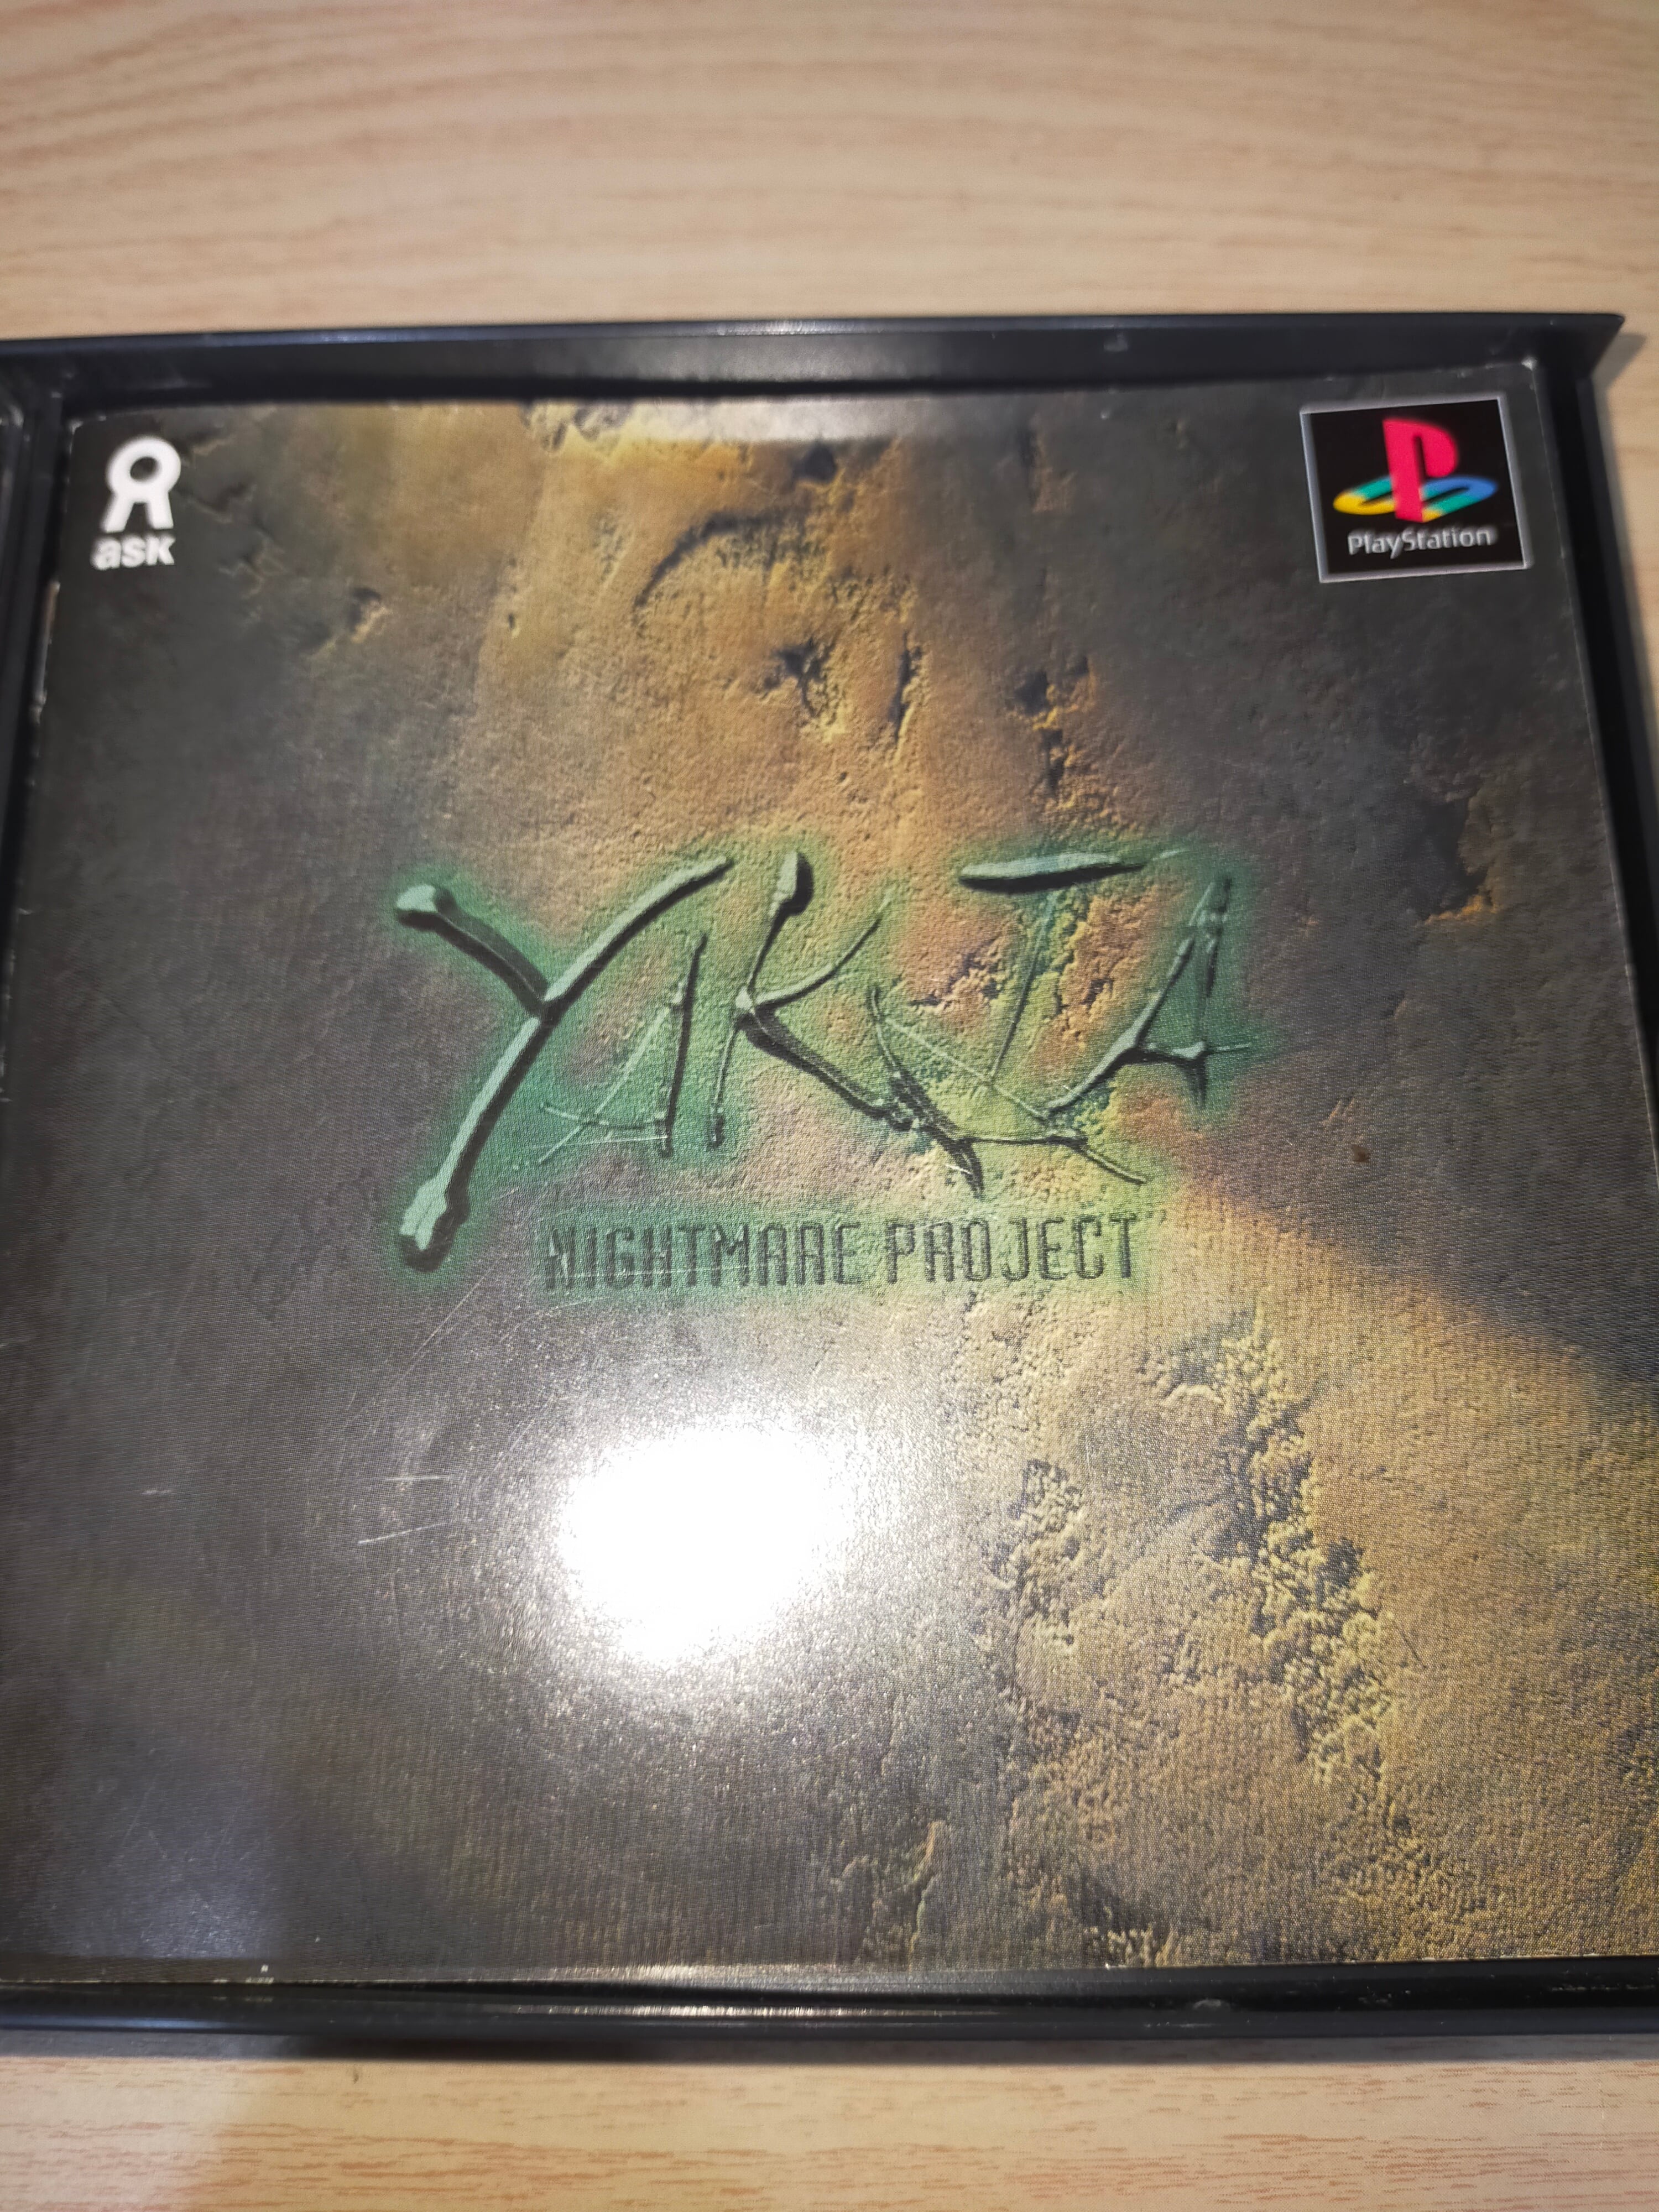 ask
PlayStation
YAKATA
NIGHTMARE PROJECT